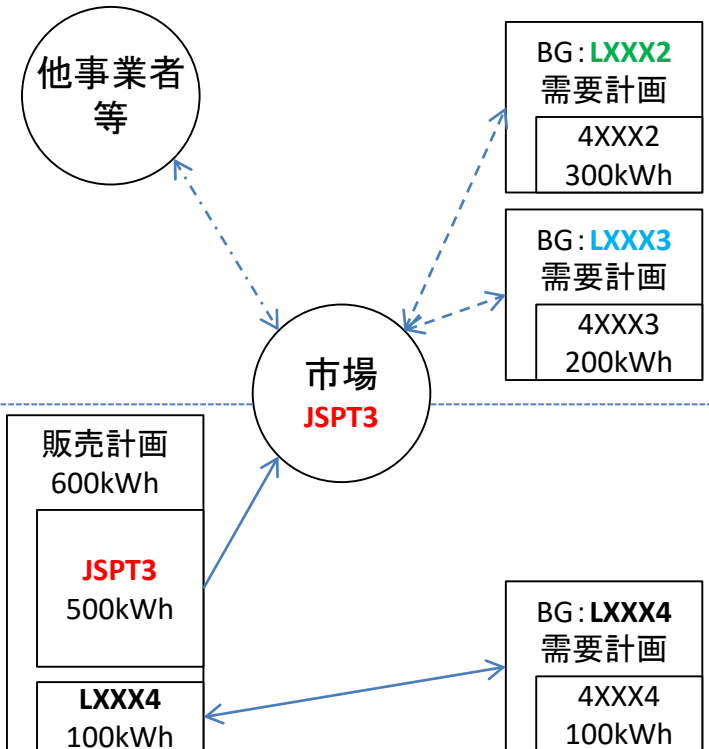 他事業者
等
BG：LXXX2
需要計画
4XXX2
300kWh
BG：LXXX3
需要計画
4XXX3
200kWh
市場
JSPT3
販売計画
600kWh
JSPT3
500kWh
LXXX4
100kWh
BG：LXXX4
需要計画
4XXX4
100kWh